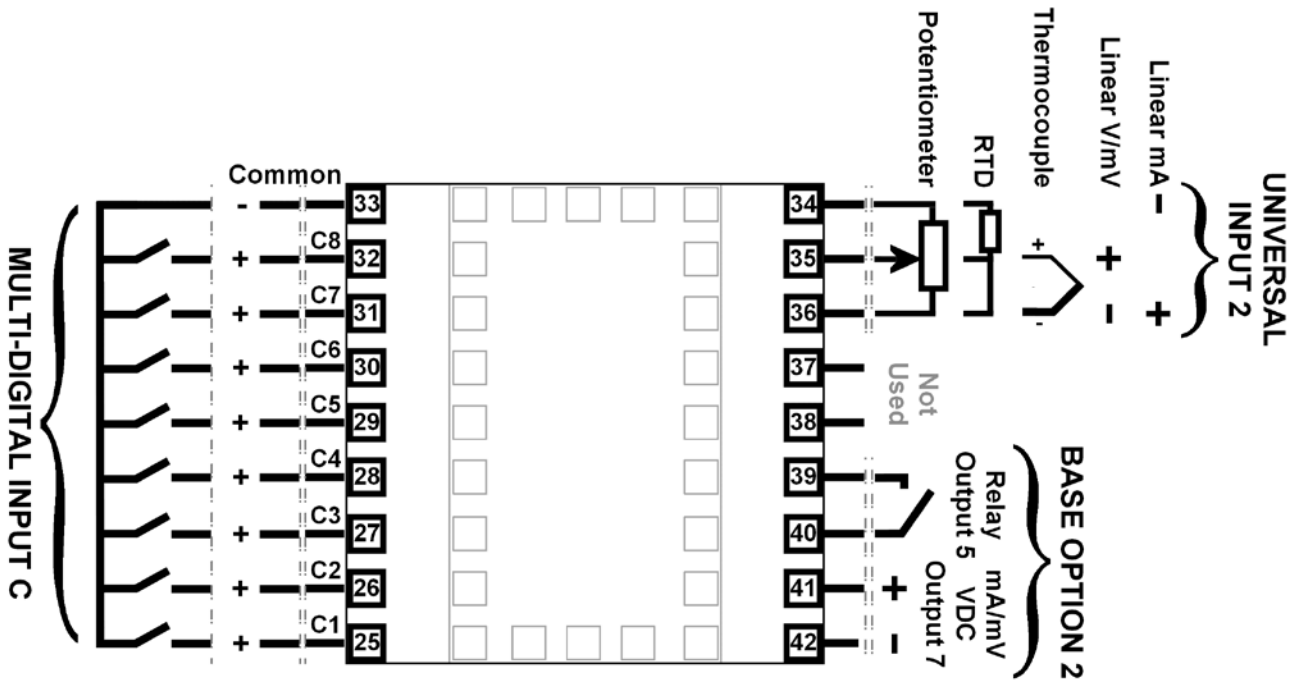 UNIVERSAL
INPUT 2
Linear mA
- +
Linear V/mV
+ -
Thermocouple
+ -
RTD
Potentiometer
Common
- 33
C8 + 32
C7 + 31
C6 + 30
C5 + 29
C4 + 28
C3 + 27
C2 + 26
C1 + 25
MULTI-DIGITAL INPUT C
34
35
36
37
38
39
40
41 +
42 -
Not
Used
BASE OPTION 2
Relay
Output 5
mA/mV
VDC
Output 7